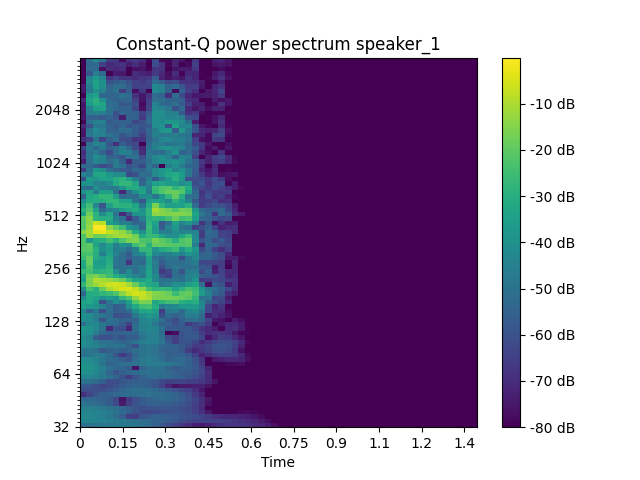 Constant-Q power spectrum speaker_1
Hz
2048
1024
512
256
128
64
32
0 0.15 0.3 0.45 0.6 0.75 0.9 1.1 1.2 1.4
Time
-10 dB
-20 dB
-30 dB
-40 dB
-50 dB
-60 dB
-70 dB
-80 dB